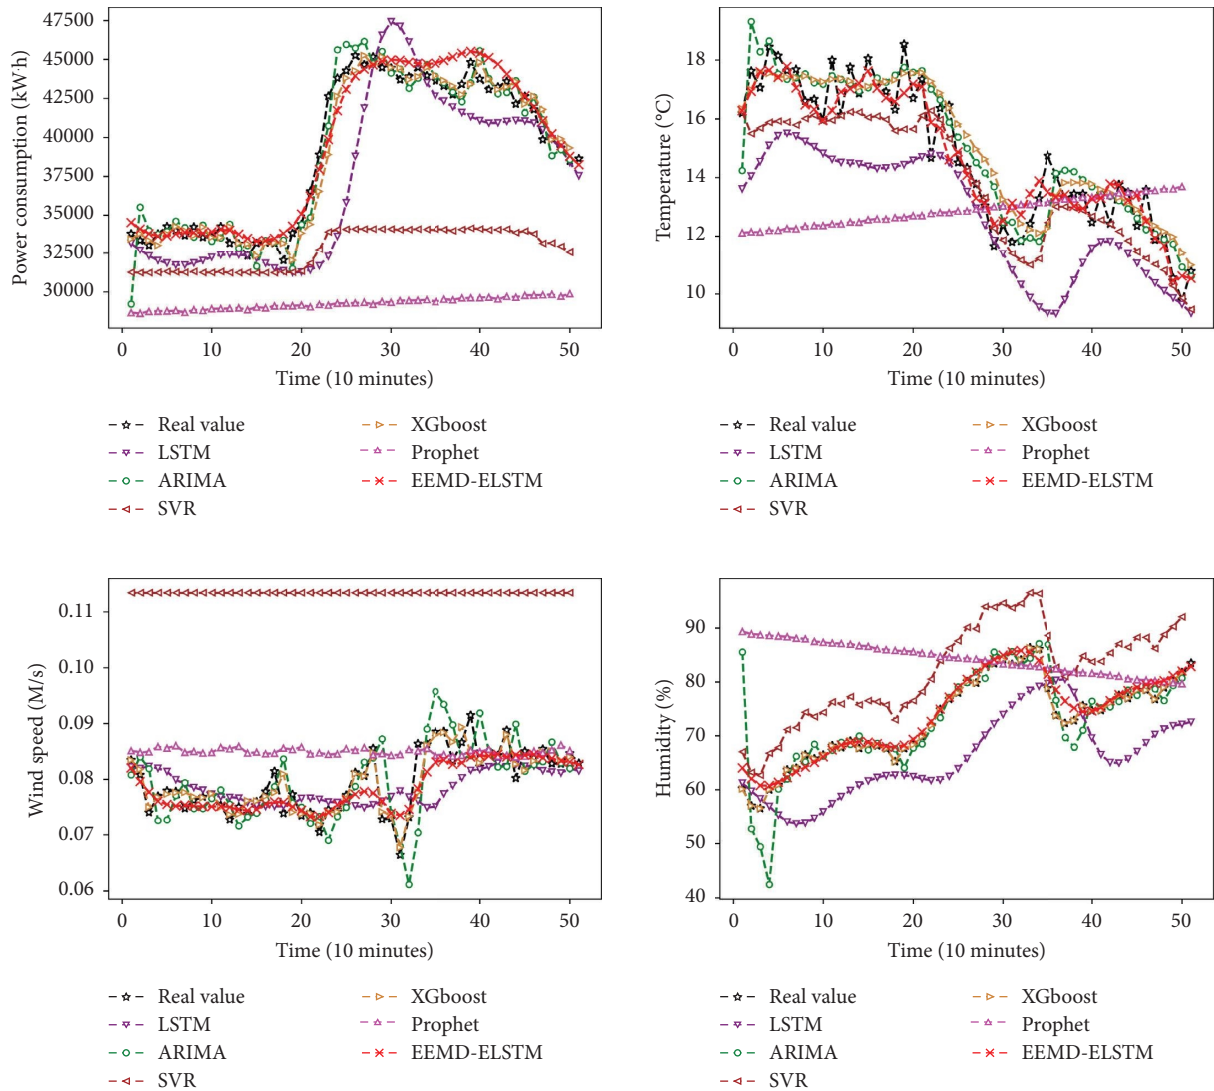 47500
45000
42500
40000
37500
35000
32500
30000
Power consumption (kW·h)
0 10 20 30 40 50
Time (10 minutes)
Real value XGboost
LSTM Prophet
ARIMA EEMD-ELSTM
SVR
18
16
14
12
10
Temperature (°C)
0 10 20 30 40 50
Time (10 minutes)
Real value XGboost
LSTM Prophet
ARIMA EEMD-ELSTM
SVR
0.11
0.10
0.09
0.08
0.07
0.06
Wind speed (M/s)
0 10 20 30 40 50
Time (10 minutes)
Real value XGboost
LSTM Prophet
ARIMA EEMD-ELSTM
SVR
90
80
70
60
50
40
Humidity (%)
0 10 20 30 40 50
Time (10 minutes)
Real value XGboost
LSTM Prophet
ARIMA EEMD-ELSTM
SVR